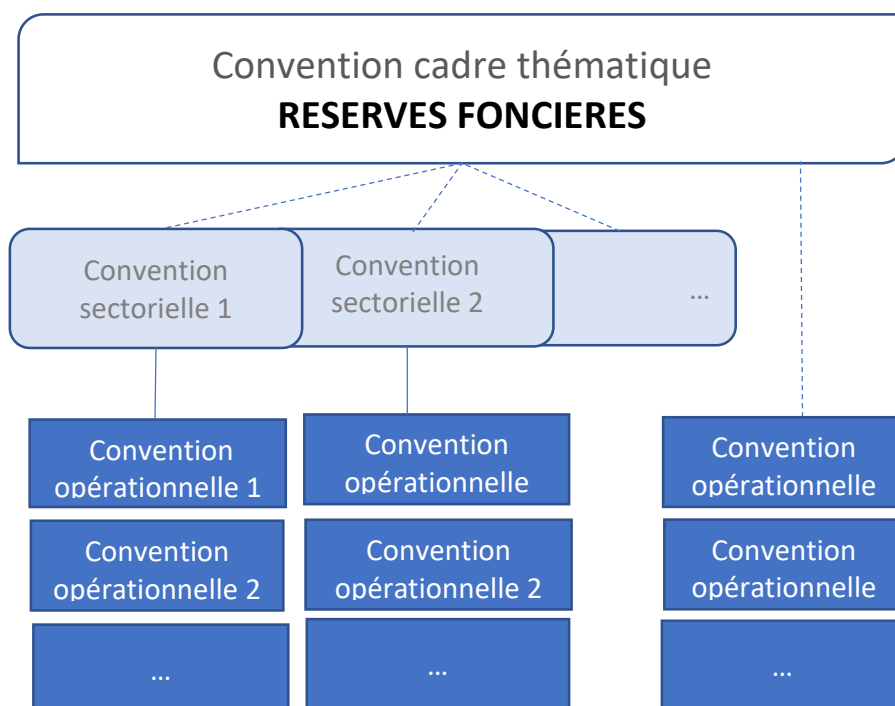 Convention cadre thématique
RESERVES FONCIERES
Convention
sectorielle 1
Convention
sectorielle 2
...
Convention
opérationnelle 1
Convention
opérationnelle
Convention
opérationnelle
Convention
opérationnelle 2
Convention
opérationnelle 2
Convention
opérationnelle
...
...
...